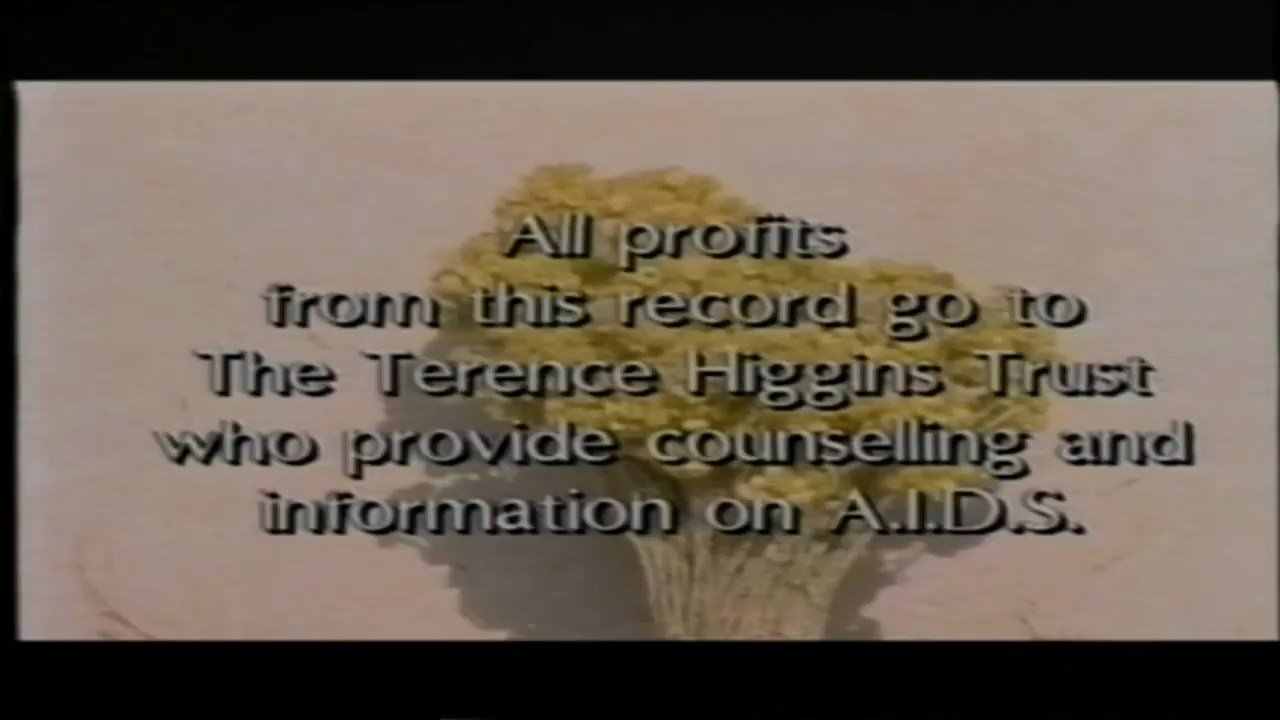 All profits
from this record go to
The Terence Higgins Trust
who provide counselling and
information on A.I.D.S.